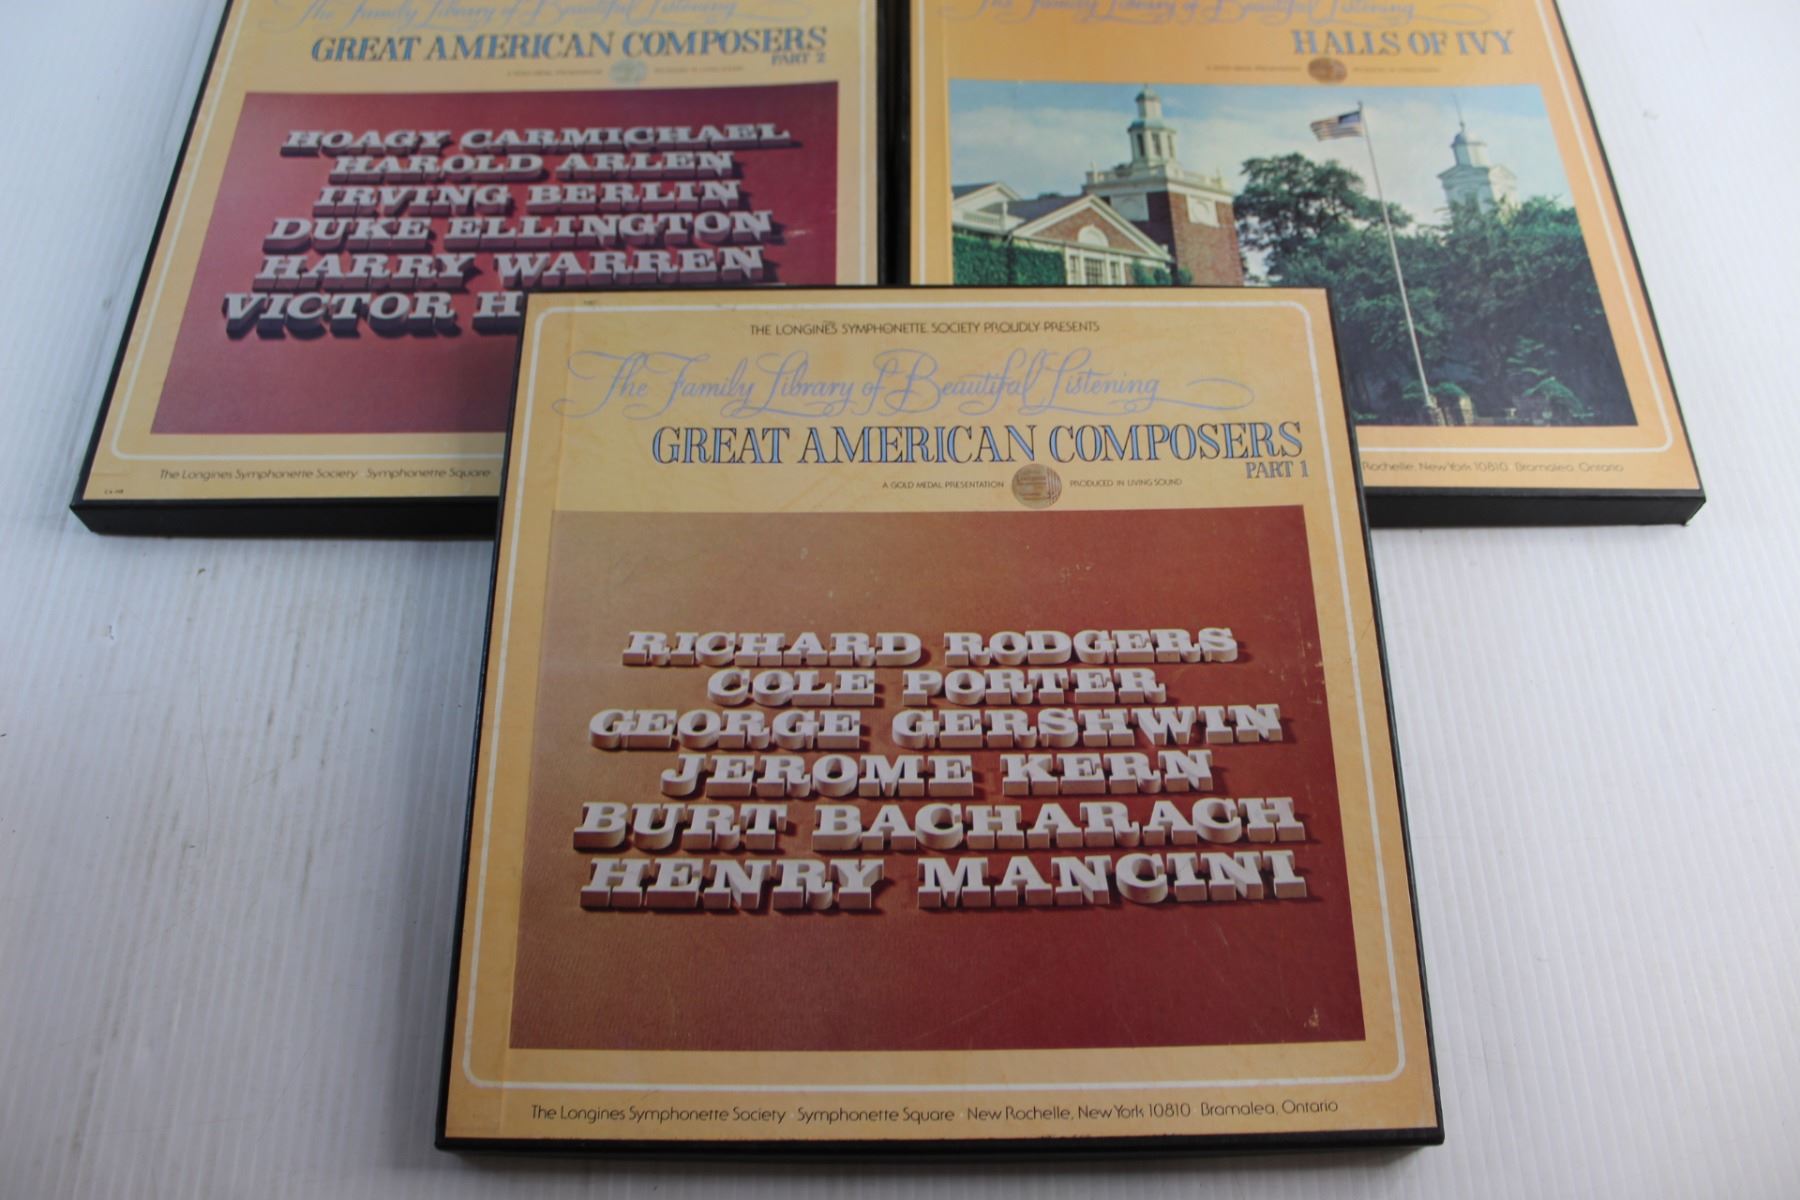 The Family Library of Beautiful Listening
GREAT AMERICAN COMPOSERS
PART 2
HOAGY CARMICHAEL
HAROLD ARLEN
IRVING BERLIN
DUKE ELLINGTON
HARRY WARREN
VICTOR H
The Longines Symphonette Society Symphonette Square
The Family Library of Beautiful Listening
HALLS OF IVY
Rochelle, New York 10810 Bramalea, Ontario
THE LONGINES SYMPHONETTE SOCIETY PROUDLY PRESENTS
The Family Library of Beautiful Listening
GREAT AMERICAN COMPOSERS
PART 1
A GOLD MEDAL PRESENTATION PRODUCED IN LIVING SOUND
RICHARD RODGERS
COLE PORTER
GEORGE GERSHWIN
JEROME KERN
BURT BACHARACH
HENRY MANCINI
The Longines Symphonette Society Symphonette Square New Rochelle, New York 10810 Bramalea, Ontario